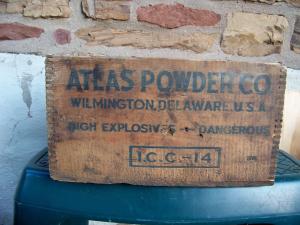 ATLAS POWDER CO
WILMINGTON, DELAWARE, U.S.A
HIGH EXPLOSIVES - DANGEROUS
I.C.C.-14